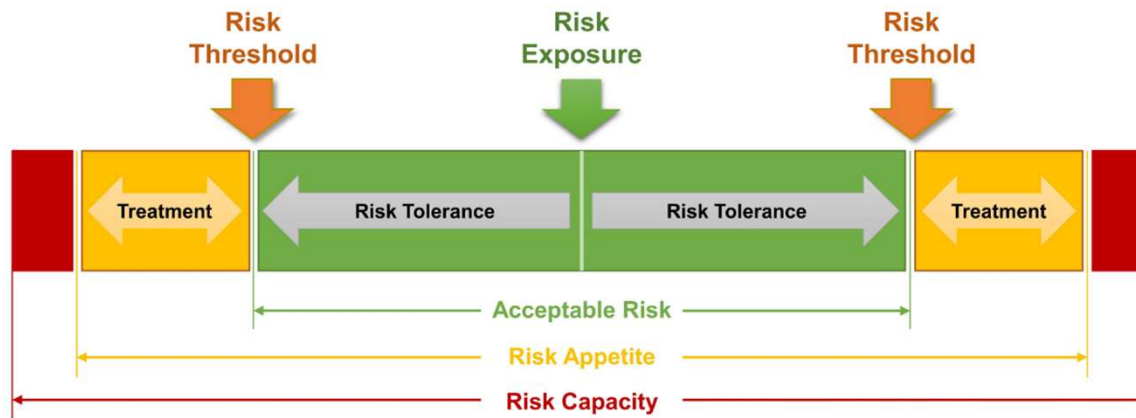 Risk
Threshold
Risk
Exposure
Risk
Threshold
Treatment
Risk Tolerance
Risk Tolerance
Treatment
Acceptable Risk
Risk Appetite
Risk Capacity